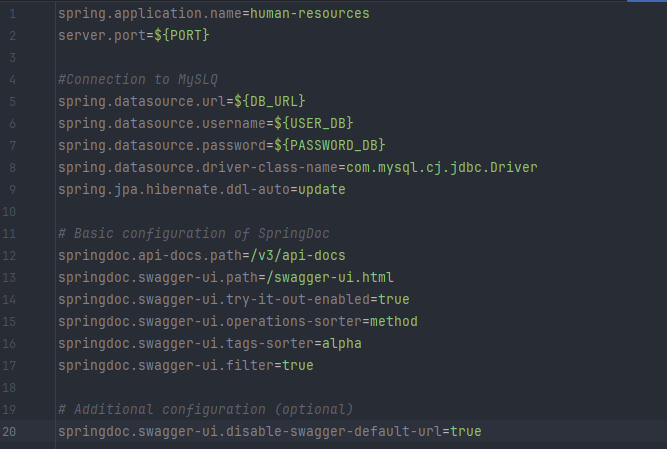 1 spring.application.name=human-resources
2 server.port=${PORT}
3
4 #Connection to MySLQ
5 spring.datasource.url=${DB_URL}
6 spring.datasource.username=${USER_DB}
7 spring.datasource.password=${PASSWORD_DB}
8 spring.datasource.driver-class-name=com.mysql.cj.jdbc.Driver
9 spring.jpa.hibernate.ddl-auto=update
10
11 # Basic configuration of SpringDoc
12 springdoc.api-docs.path=/v3/api-docs
13 springdoc.swagger-ui.path=/swagger-ui.html
14 springdoc.swagger-ui.try-it-out-enabled=true
15 springdoc.swagger-ui.operations-sorter=method
16 springdoc.swagger-ui.tags-sorter=alpha
17 springdoc.swagger-ui.filter=true
18
19 # Additional configuration (optional)
20 springdoc.swagger-ui.disable-swagger-default-url=true